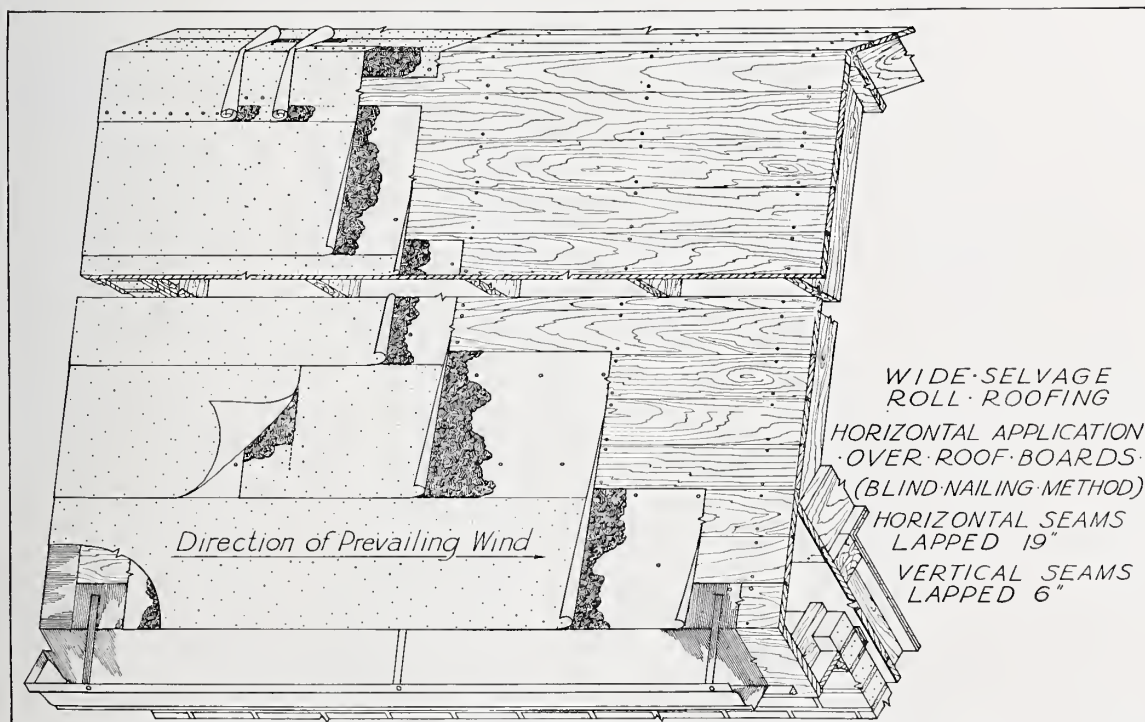 WIDE·SELVAGE
ROLL·ROOFING
HORIZONTAL APPLICATION
·OVER·ROOF·BOARDS·
(BLIND·NAILING·METHOD)
HORIZONTAL SEAMS
LAPPED 19"
VERTICAL SEAMS
LAPPED 6"
Direction of Prevailing Wind